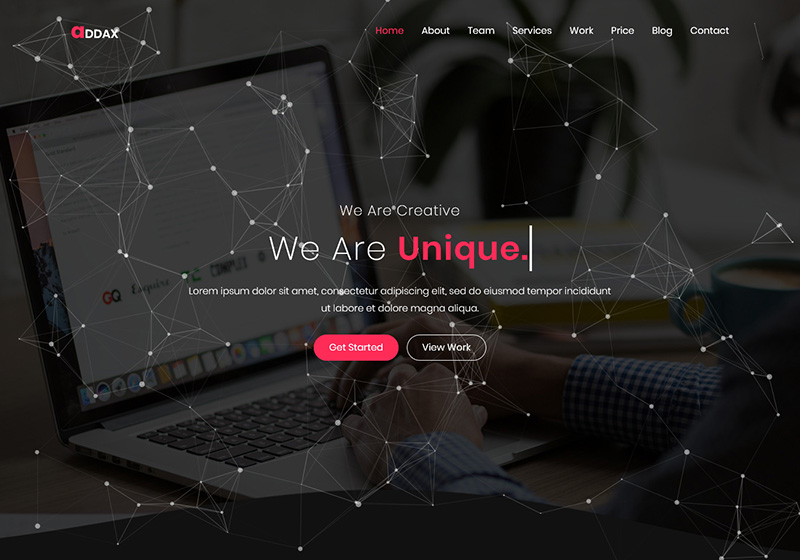 aDDAX
Home About Team Services Work Price Blog Contact
We Are Creative
We Are Unique.
Lorem ipsum dolor sit amet, consectetur adipiscing elit, sed do eiusmod tempor incididunt
ut labore et dolore magna aliqua.
Get Started View Work
GQ Esquire